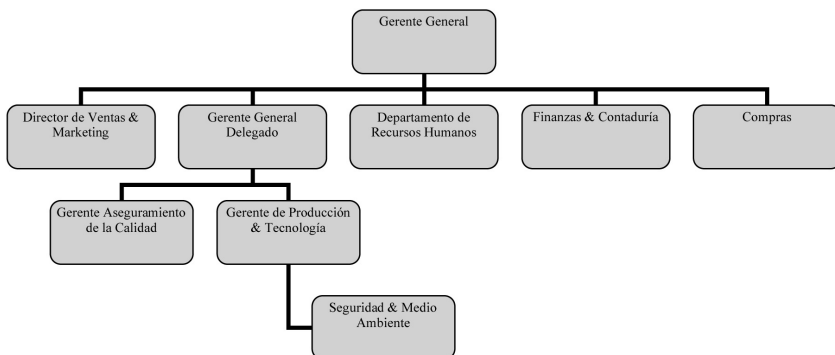 Gerente General
Director de Ventas &
Marketing
Gerente General
Delegado
Departamento de
Recursos Humanos
Finanzas & Contaduría
Compras
Gerente Aseguramiento
de la Calidad
Gerente de Producción
& Tecnología
Seguridad & Medio
Ambiente